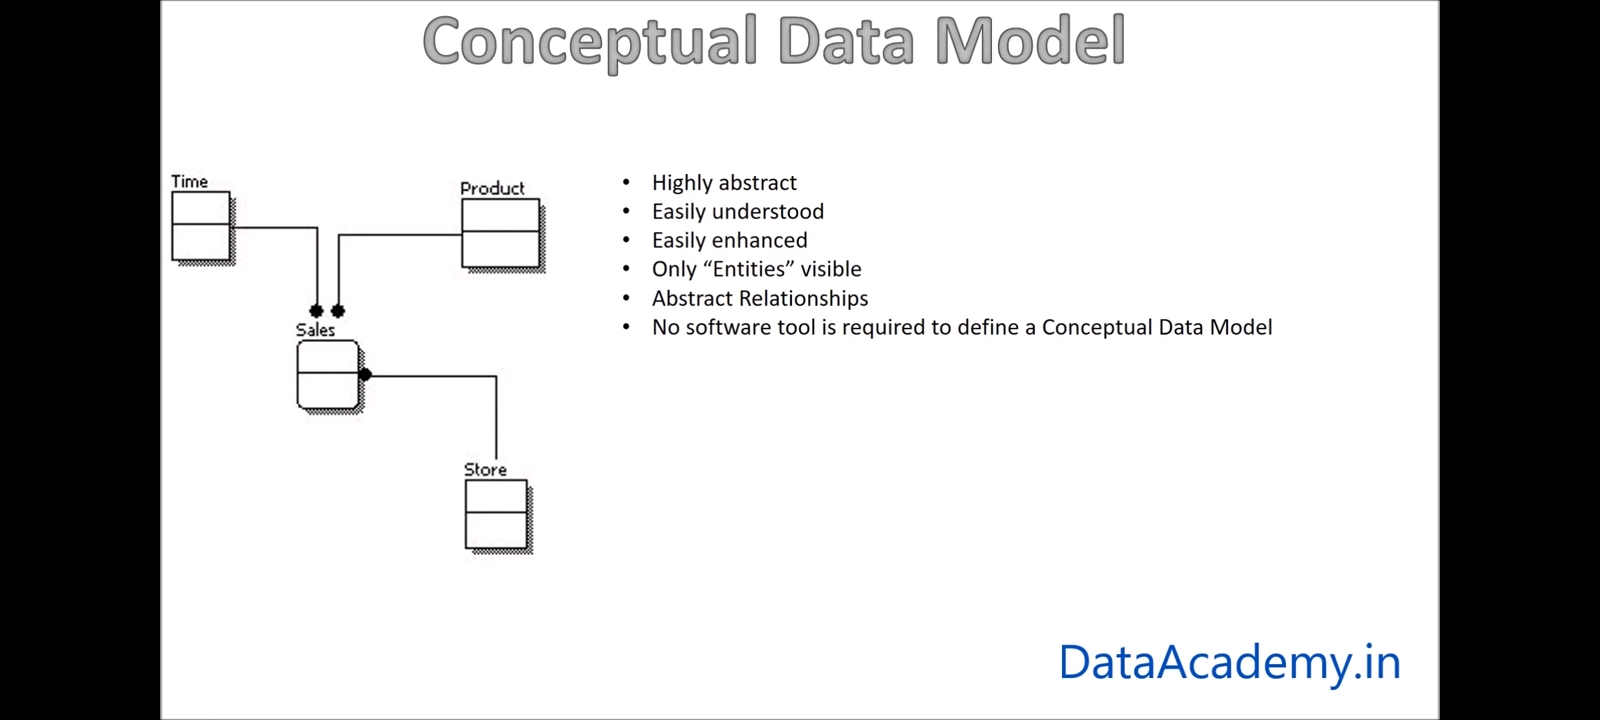 Conceptual Data Model
Time
Product
Sales
Store
• Highly abstract
• Easily understood
• Easily enhanced
• Only “Entities” visible
• Abstract Relationships
• No software tool is required to define a Conceptual Data Model
DataAcademy.in